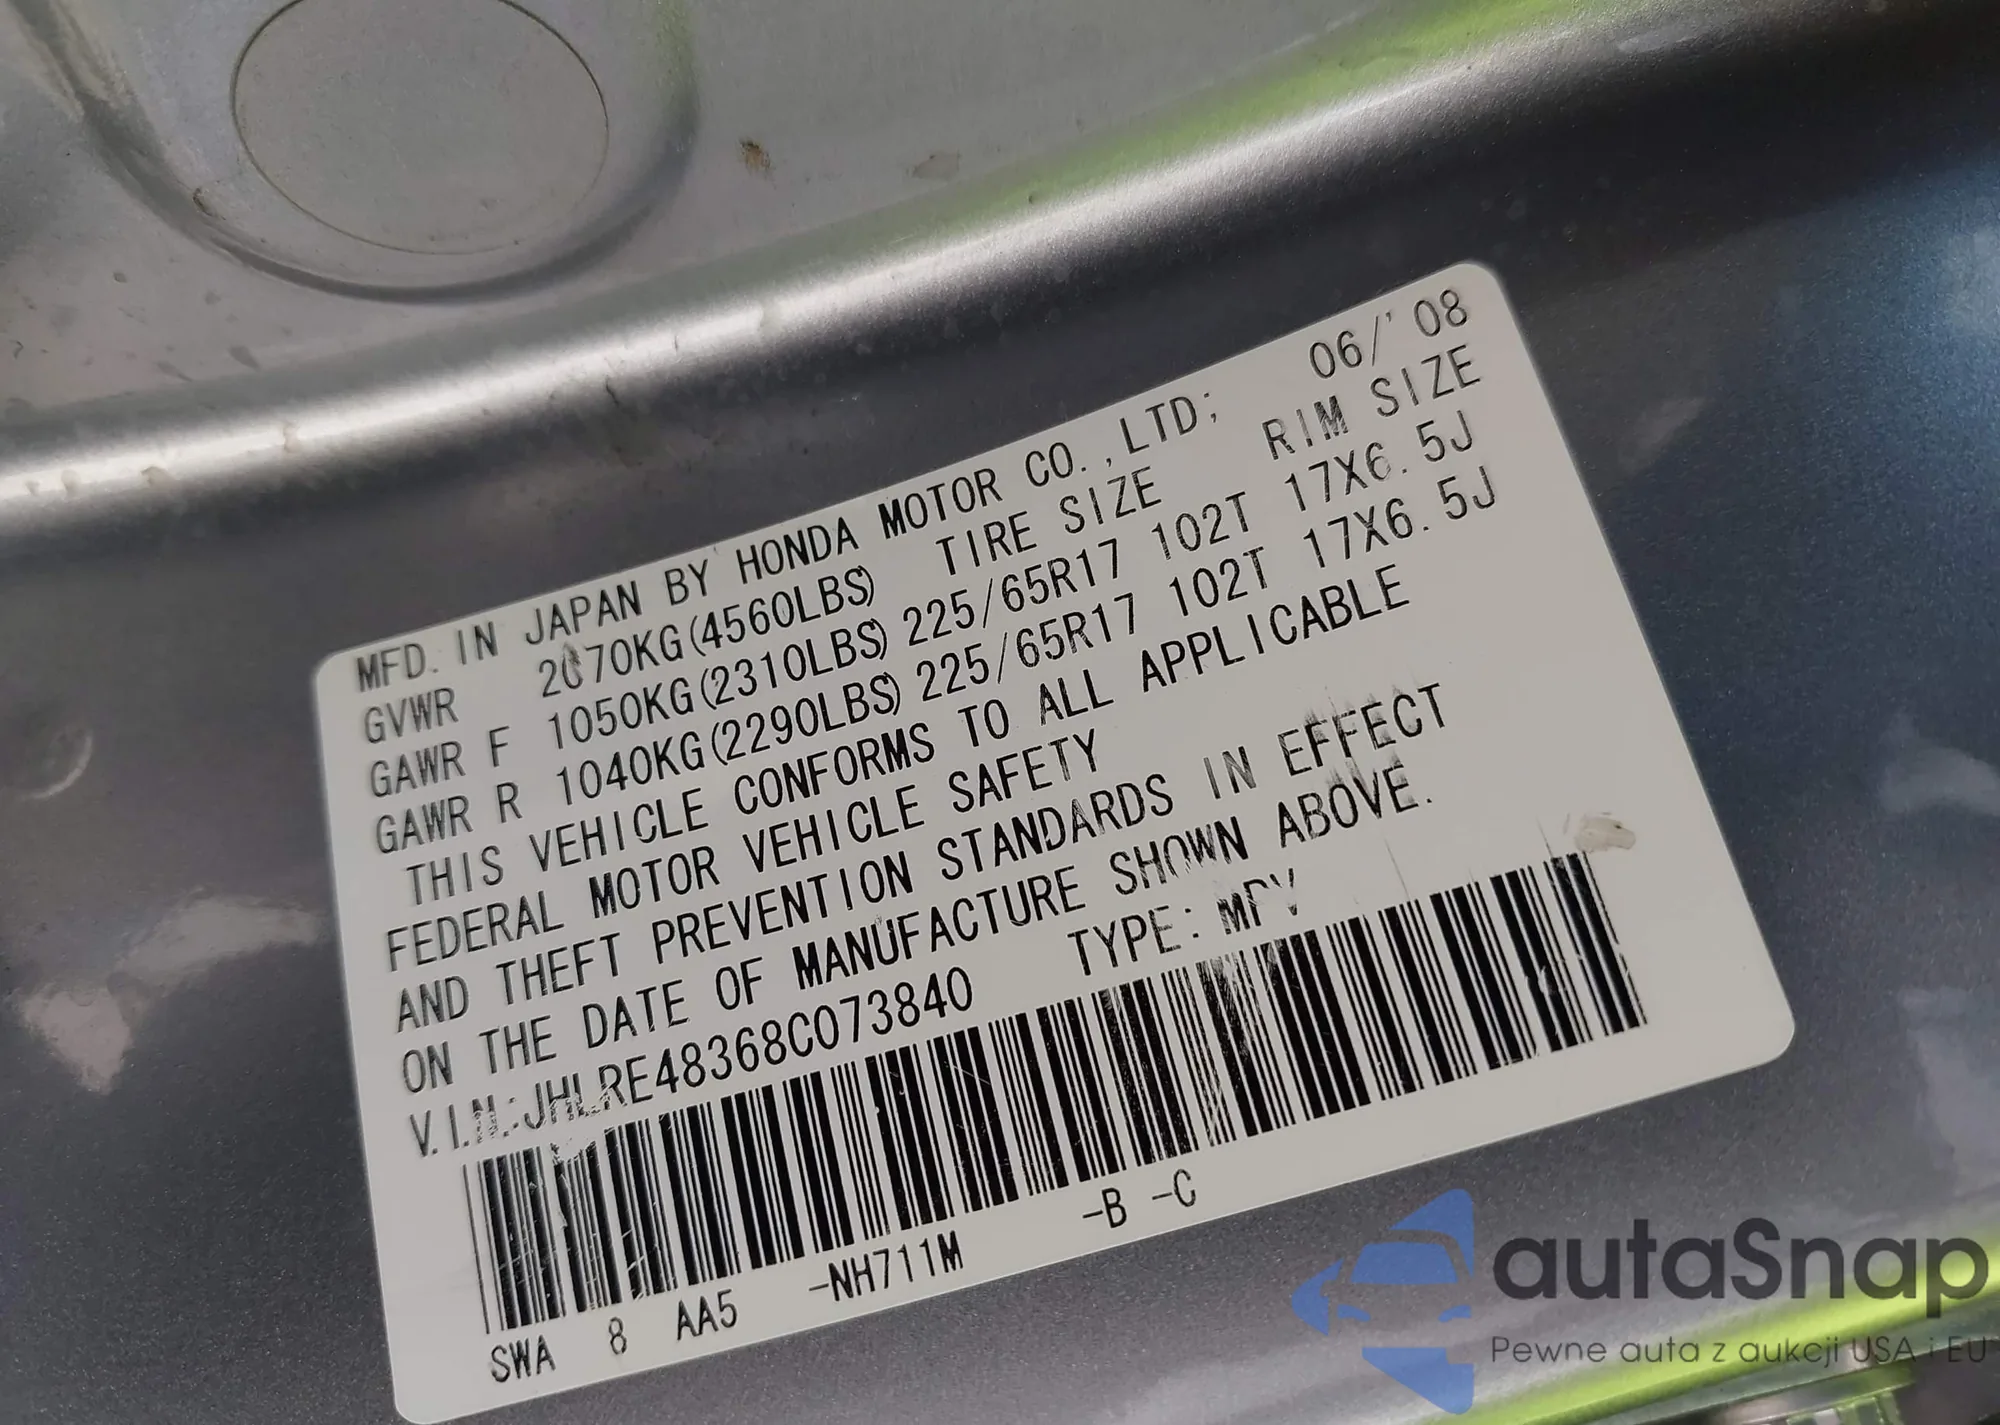 MFD. IN JAPAN BY HONDA MOTOR CO.,LTD; 06/'08
GVWR 2070KG(4560LBS) TIRE SIZE RIM SIZE
GAWR F 1050KG(2310LBS) 225/65R17 102T 17X6.5J
GAWR R 1040KG(2290LBS) 225/65R17 102T 17X6.5J
THIS VEHICLE CONFORMS TO ALL APPLICABLE
FEDERAL MOTOR VEHICLE SAFETY
AND THEFT PREVENTION STANDARDS IN EFFECT
ON THE DATE OF MANUFACTURE SHOWN ABOVE.
V.I.N.:JHLRE48368C073840 TYPE: MPV
SWA 8 AA5 -NH711M -B -C
autaSnap
Pewne auta z aukcji USA i EU